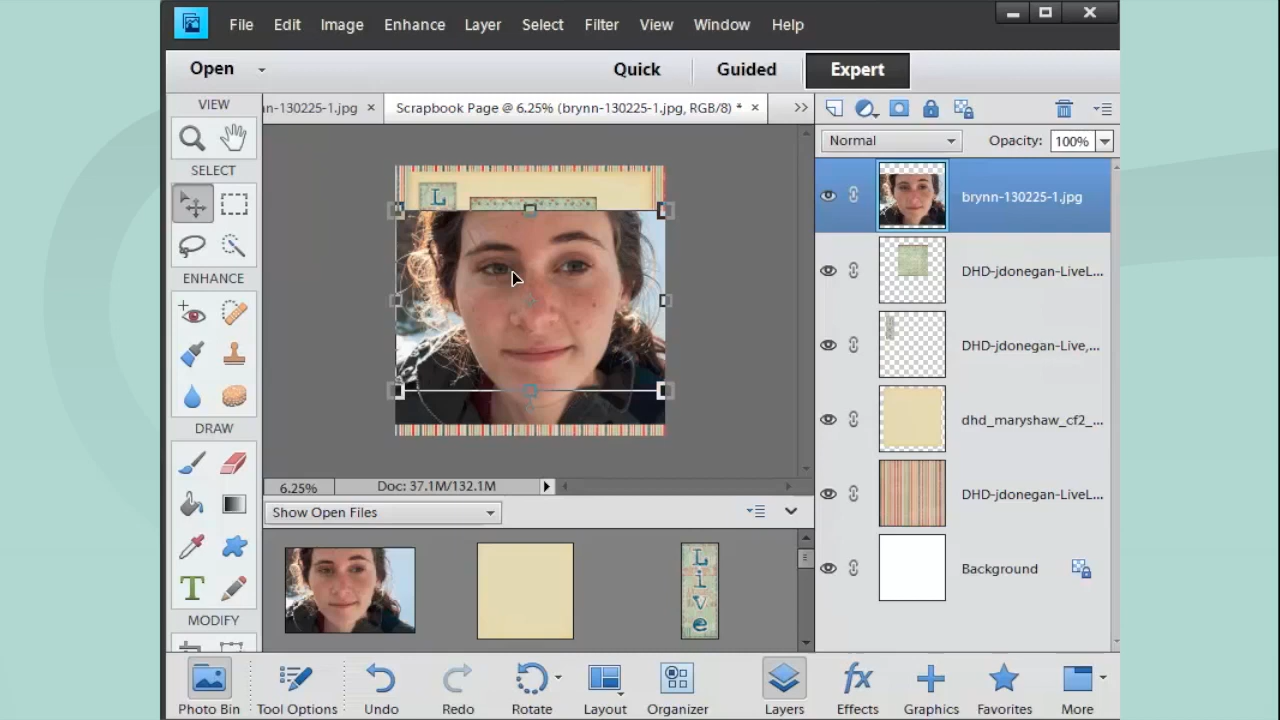 File Edit Image Enhance Layer Select Filter View Window Help
Open Quick Guided Expert
VIEW
SELECT
ENHANCE
DRAW
T
MODIFY
nn-130225-1.jpg × Scrapbook Page @ 6.25% (brynn-130225-1.jpg, RGB/8) * × >>
L
6.25% Doc: 37.1M/132.1M
Show Open Files
Live
Normal Opacity: 100%
brynn-130225-1.jpg
DHD-jdonegan-LiveL...
DHD-jdonegan-Live,...
dhd_maryshaw_cf2_...
DHD-jdonegan-LiveL...
Background
Photo Bin Tool Options Undo Redo Rotate Layout Organizer Layers fx Effects Graphics Favorites More